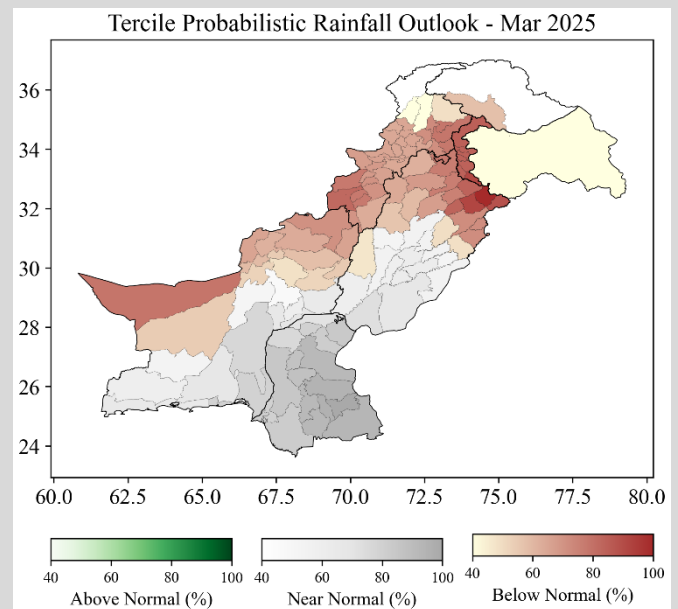 Tercile Probabilistic Rainfall Outlook - Mar 2025
36
34
32
30
28
26
24
60.0 62.5 65.0 67.5 70.0 72.5 75.0 77.5 80.0
40 60 80 100 40 60 80 100 40 60 80 100
Above Normal (%) Near Normal (%) Below Normal (%)